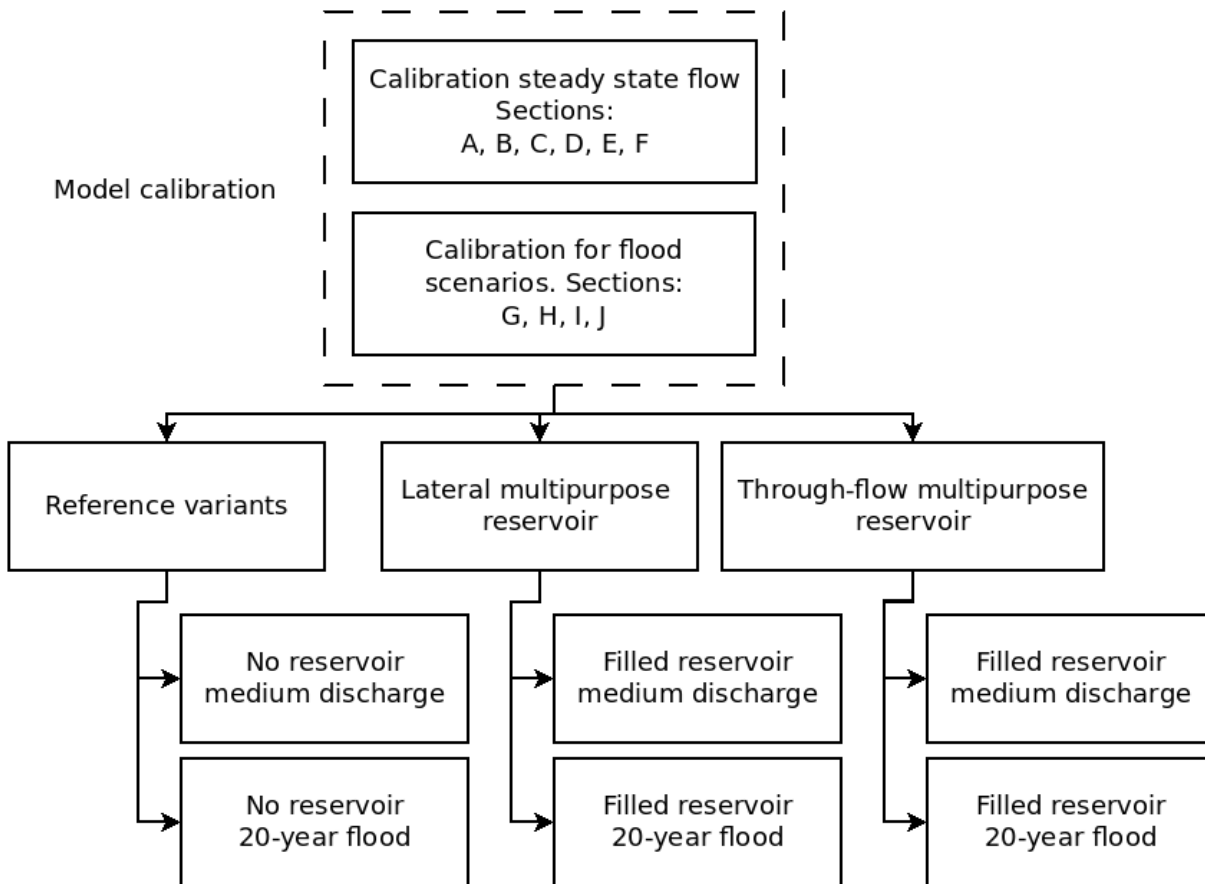 Calibration steady state flow
Sections:
A, B, C, D, E, F
Model calibration
Calibration for flood
scenarios. Sections:
G, H, I, J
Reference variants
Lateral multipurpose
reservoir
Through-flow multipurpose
reservoir
No reservoir
medium discharge
Filled reservoir
medium discharge
Filled reservoir
medium discharge
No reservoir
20-year flood
Filled reservoir
20-year flood
Filled reservoir
20-year flood